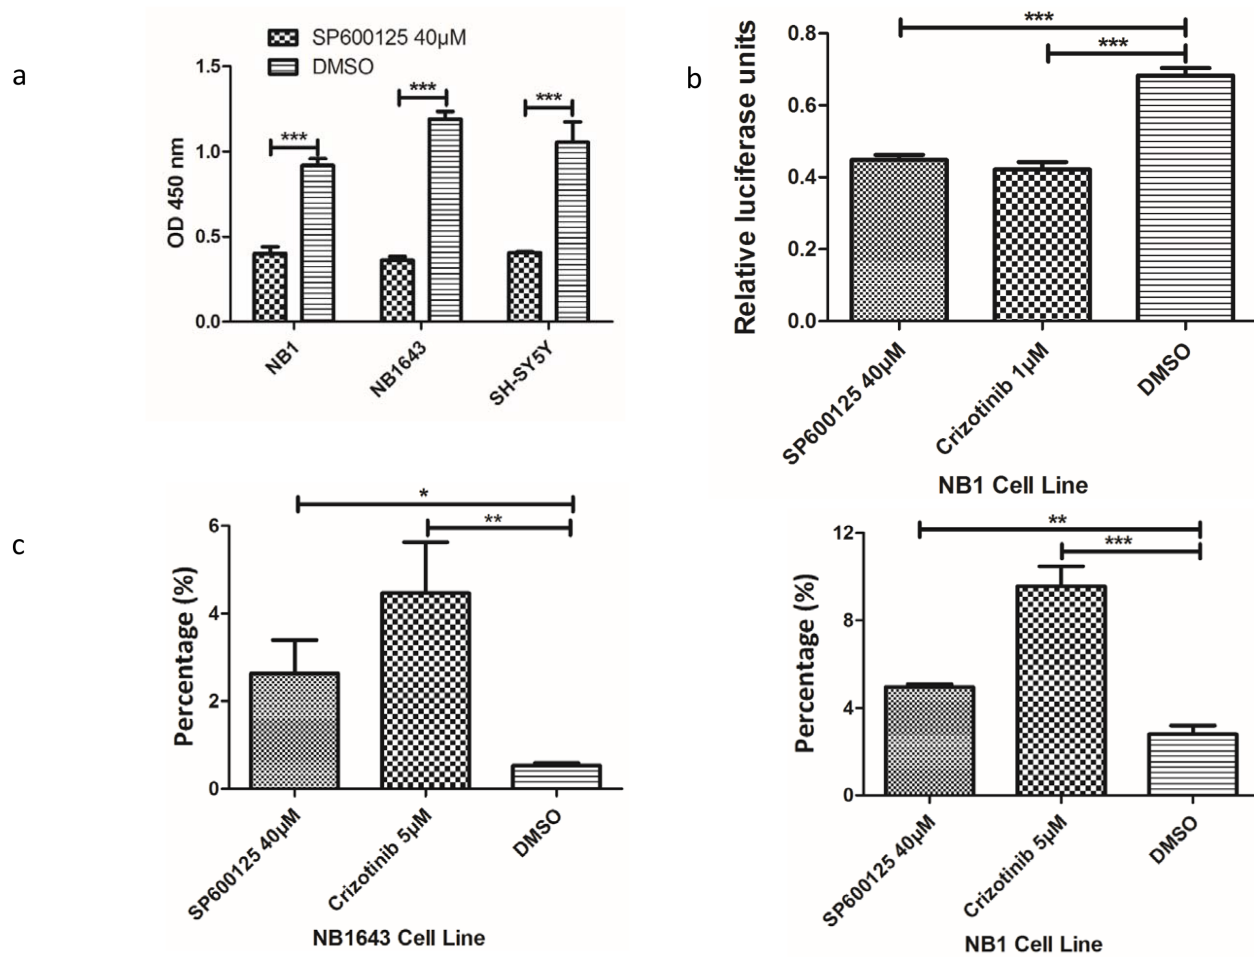 a
SP600125 40µM
DMSO
1.5
1.0
0.5
0.0
OD 450 nm
***
***
***
NB1
NB1643
SH-SY5Y
b
***
***
0.8
0.6
0.4
0.2
0.0
Relative luciferase units
SP600125 40µM
Crizotinib 1µM
DMSO
NB1 Cell Line
c
*
**
6
4
2
0
Percentage (%)
SP600125 40µM
Crizotinib 5µM
DMSO
NB1643 Cell Line
**
***
12
8
4
0
Percentage (%)
SP600125 40µM
Crizotinib 5µM
DMSO
NB1 Cell Line